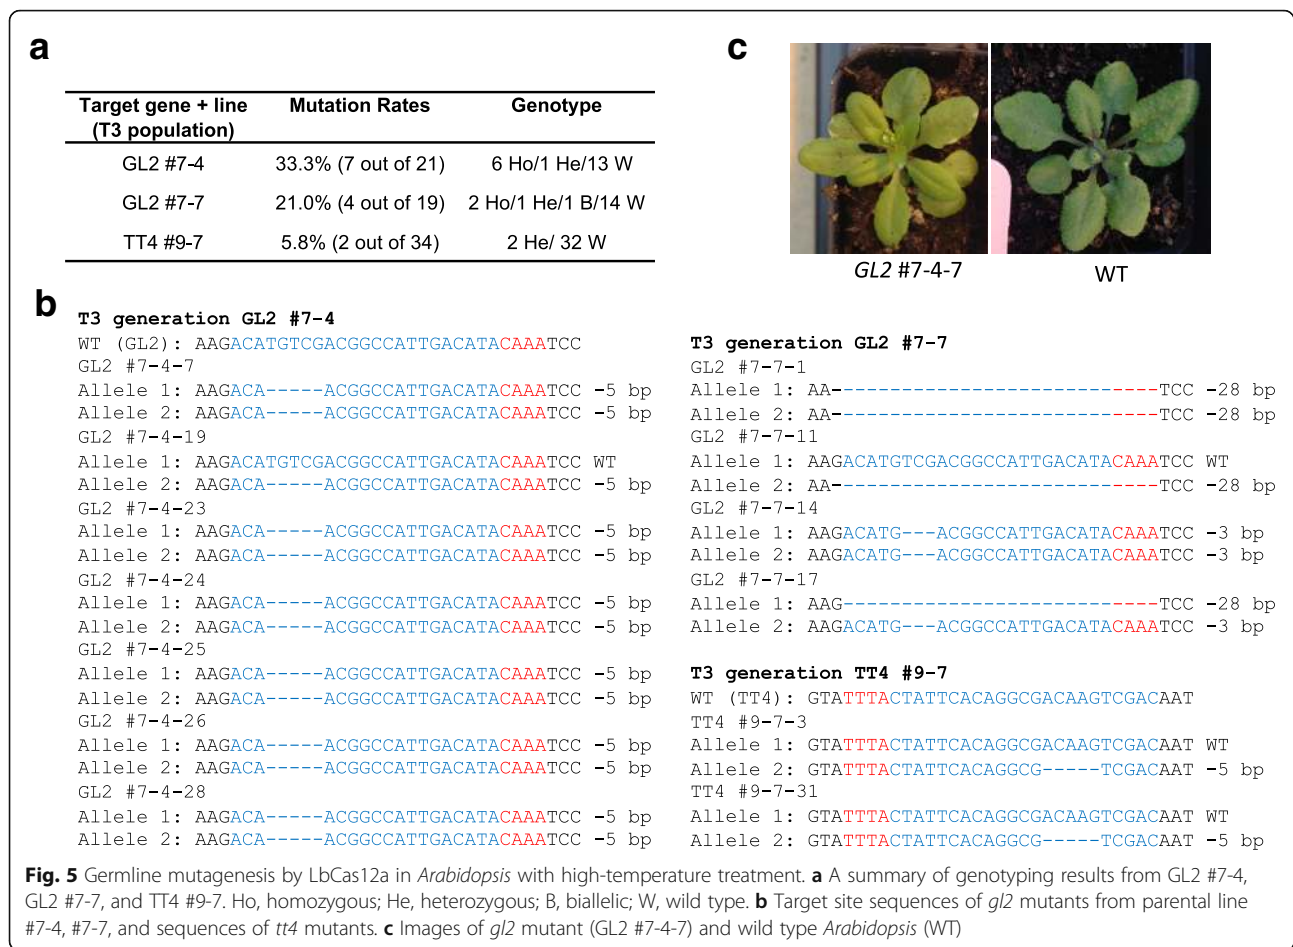 a
Target gene + line (T3 population) Mutation Rates Genotype
GL2 #7-4 33.3% (7 out of 21) 6 Ho/1 He/13 W
GL2 #7-7 21.0% (4 out of 19) 2 Ho/1 He/1 B/14 W
TT4 #9-7 5.8% (2 out of 34) 2 He/ 32 W
c
GL2 #7-4-7
WT
b
T3 generation GL2 #7-4
WT (GL2): AAGACATGTCGACGGCCATTGACATACAAATCC
GL2 #7-4-7
Allele 1: AAGACA-----ACGGCCATTGACATACAAATCC -5 bp
Allele 2: AAGACA-----ACGGCCATTGACATACAAATCC -5 bp
GL2 #7-4-19
Allele 1: AAGACATGTCGACGGCCATTGACATACAAATCC WT
Allele 2: AAGACA-----ACGGCCATTGACATACAAATCC -5 bp
GL2 #7-4-23
Allele 1: AAGACA-----ACGGCCATTGACATACAAATCC -5 bp
Allele 2: AAGACA-----ACGGCCATTGACATACAAATCC -5 bp
GL2 #7-4-24
Allele 1: AAGACA-----ACGGCCATTGACATACAAATCC -5 bp
Allele 2: AAGACA-----ACGGCCATTGACATACAAATCC -5 bp
GL2 #7-4-25
Allele 1: AAGACA-----ACGGCCATTGACATACAAATCC -5 bp
Allele 2: AAGACA-----ACGGCCATTGACATACAAATCC -5 bp
GL2 #7-4-26
Allele 1: AAGACA-----ACGGCCATTGACATACAAATCC -5 bp
Allele 2: AAGACA-----ACGGCCATTGACATACAAATCC -5 bp
GL2 #7-4-28
Allele 1: AAGACA-----ACGGCCATTGACATACAAATCC -5 bp
Allele 2: AAGACA-----ACGGCCATTGACATACAAATCC -5 bp
T3 generation GL2 #7-7
GL2 #7-7-1
Allele 1: AA----------------------------TCC -28 bp
Allele 2: AA----------------------------TCC -28 bp
GL2 #7-7-11
Allele 1: AAGACATGTCGACGGCCATTGACATACAAATCC WT
Allele 2: AA----------------------------TCC -28 bp
GL2 #7-7-14
Allele 1: AAGACATG---ACGGCCATTGACATACAAATCC -3 bp
Allele 2: AAGACATG---ACGGCCATTGACATACAAATCC -3 bp
GL2 #7-7-17
Allele 1: AAG---------------------------TCC -28 bp
Allele 2: AAGACATG---ACGGCCATTGACATACAAATCC -3 bp
T3 generation TT4 #9-7
WT (TT4): GTATTTACTATTCACAGGCGACAAGTCGACAAT
TT4 #9-7-3
Allele 1: GTATTTACTATTCACAGGCGACAAGTCGACAAT WT
Allele 2: GTATTTACTATTCACAGGCG-----TCGACAAT -5 bp
TT4 #9-7-31
Allele 1: GTATTTACTATTCACAGGCGACAAGTCGACAAT WT
Allele 2: GTATTTACTATTCACAGGCG-----TCGACAAT -5 bp
Fig. 5 Germline mutagenesis by LbCas12a in Arabidopsis with high-temperature treatment. a A summary of genotyping results from GL2 #7-4,
GL2 #7-7, and TT4 #9-7. Ho, homozygous; He, heterozygous; B, biallelic; W, wild type. b Target site sequences of gl2 mutants from parental line
#7-4, #7-7, and sequences of tt4 mutants. c Images of gl2 mutant (GL2 #7-4-7) and wild type Arabidopsis (WT)